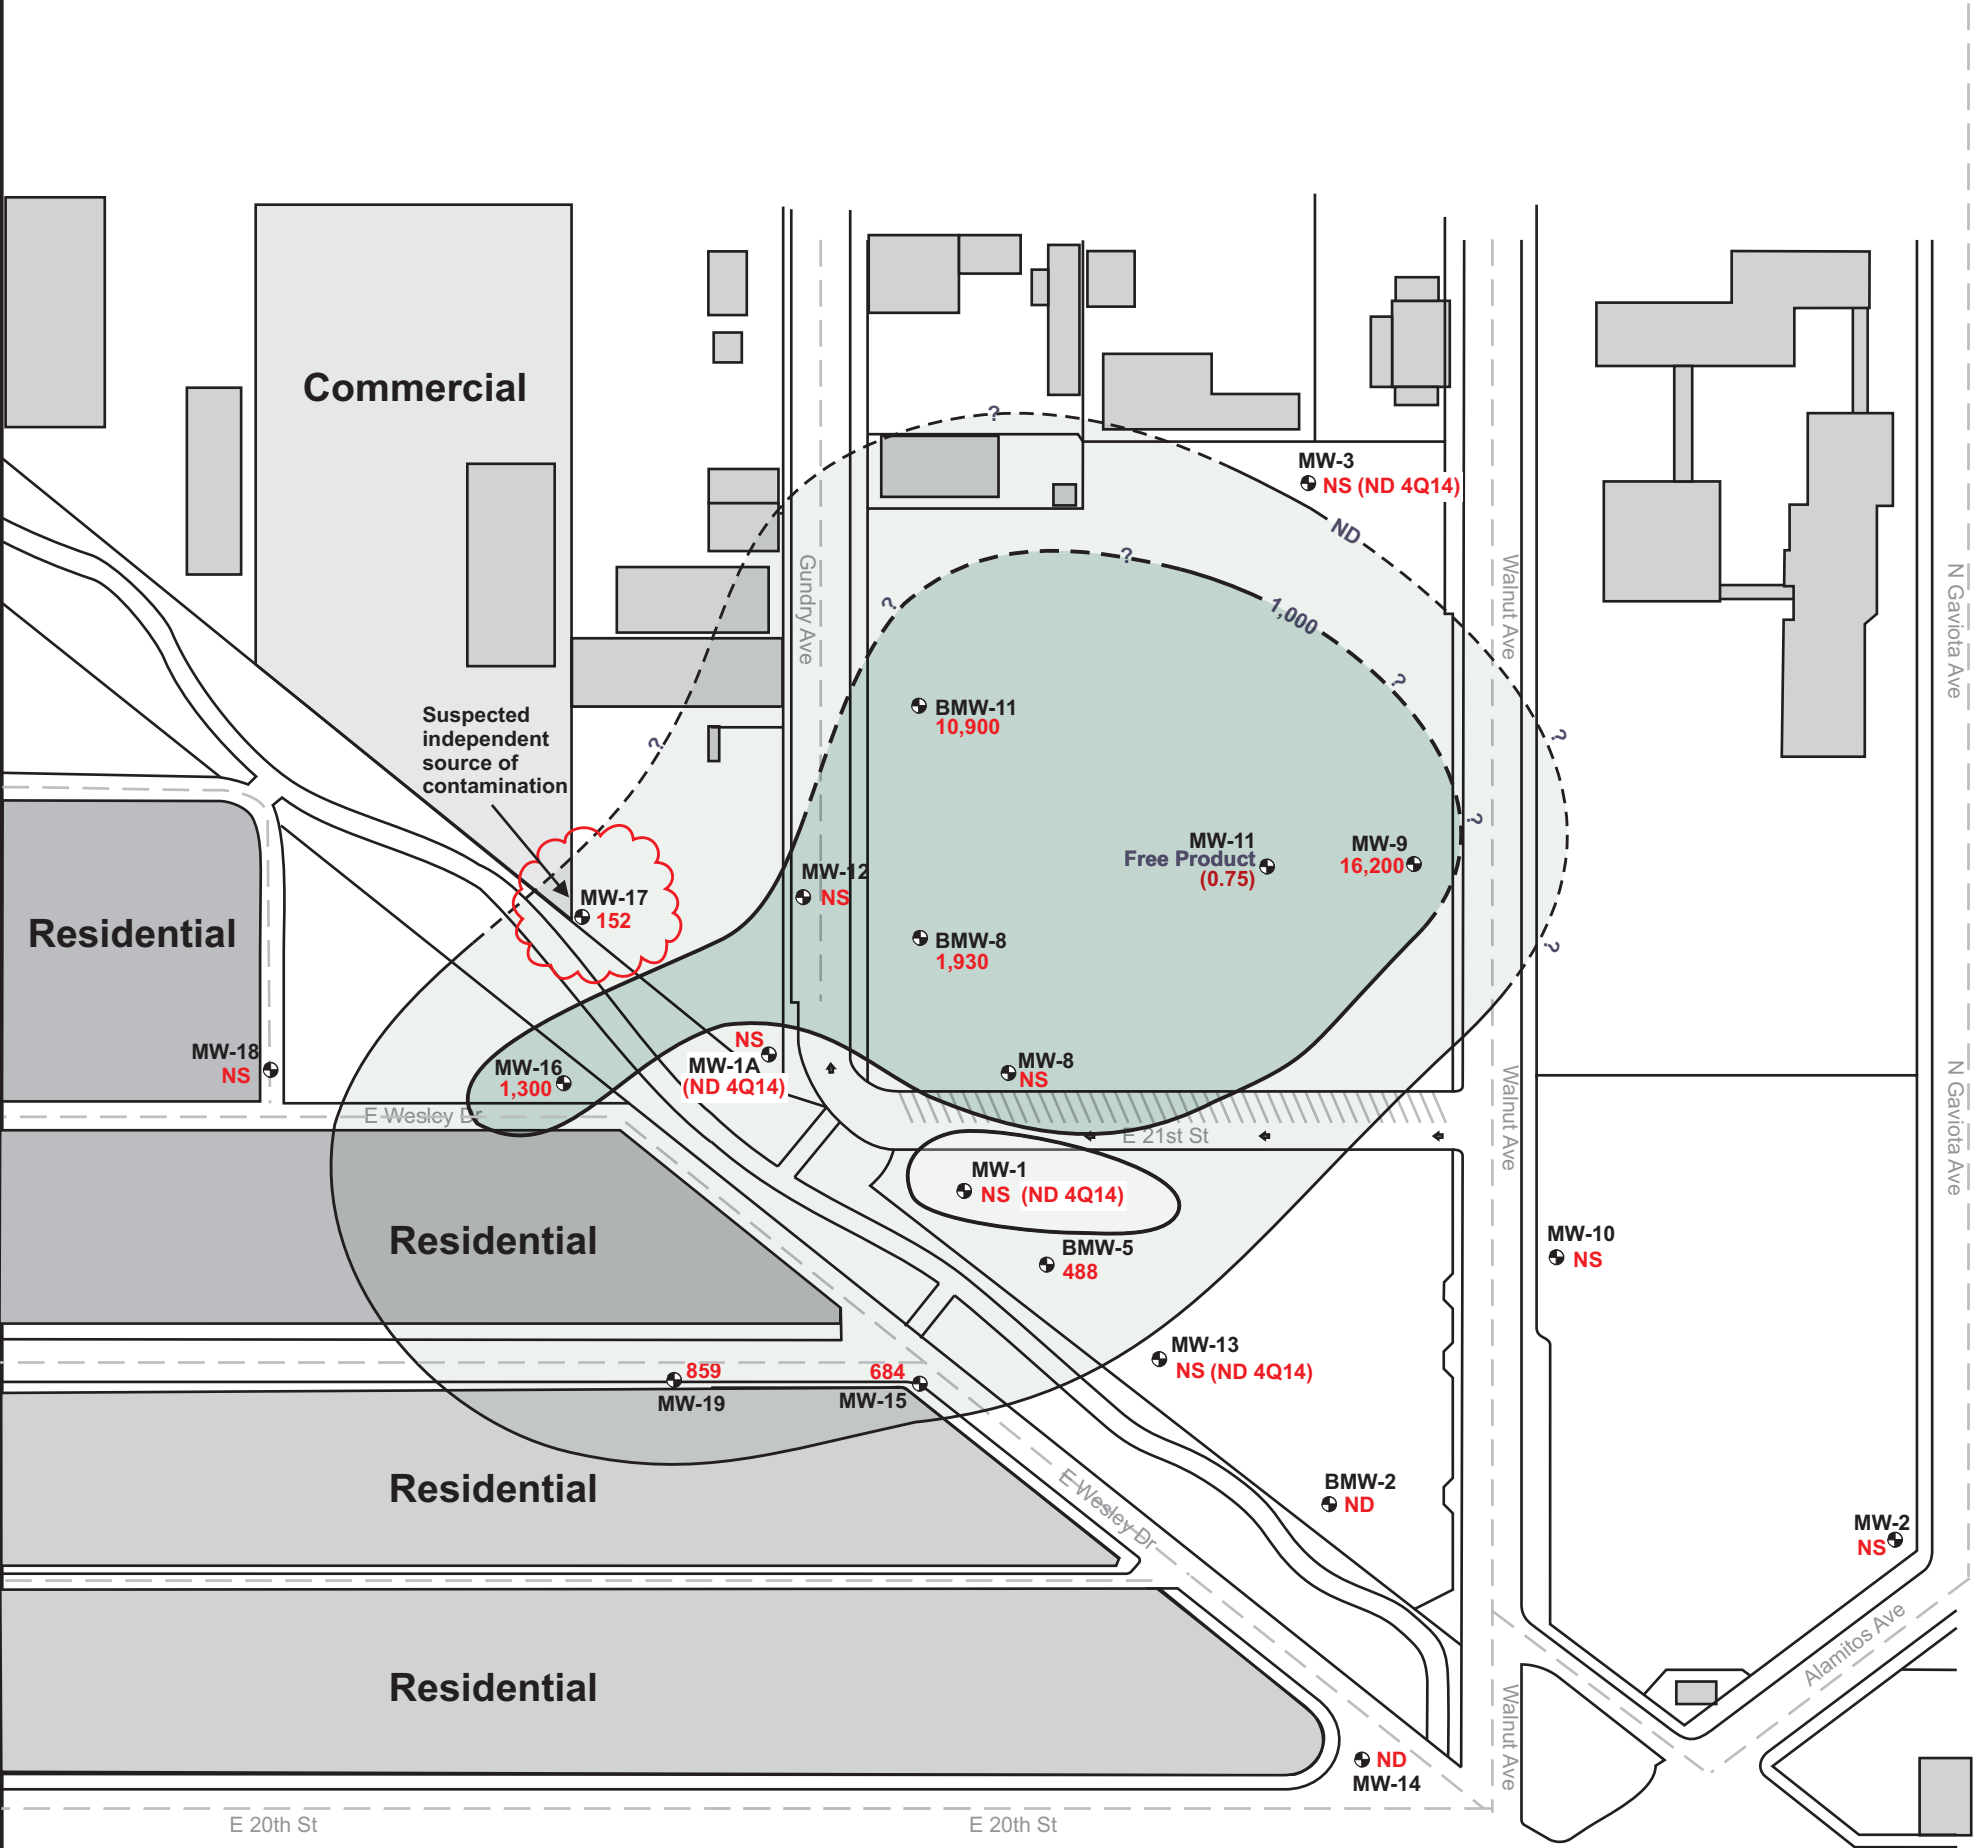 Commercial
?
MW-3
NS (ND 4Q14)
ND
?
?
1,000
Gundry Ave
Walnut Ave
N Gaviota Ave
?
Suspected
independent
source of
contamination
?
BMW-11
10,900
?
?
MW-11
Free Product
(0.75)
MW-9
16,200
MW-12
NS
MW-17
152
Residential
BMW-8
1,930
?
MW-18
NS
MW-16
1,300
NS
MW-1A
(ND 4Q14)
MW-8
NS
E Wesley Dr
E 21st St
Walnut Ave
N Gaviota Ave
MW-1
NS (ND 4Q14)
Residential
BMW-5
488
MW-10
NS
MW-13
NS (ND 4Q14)
859
MW-19
684
MW-15
Residential
E Wesley Dr
BMW-2
ND
MW-2
NS
Alamitos Ave
Residential
Walnut Ave
ND
MW-14
E 20th St
E 20th St